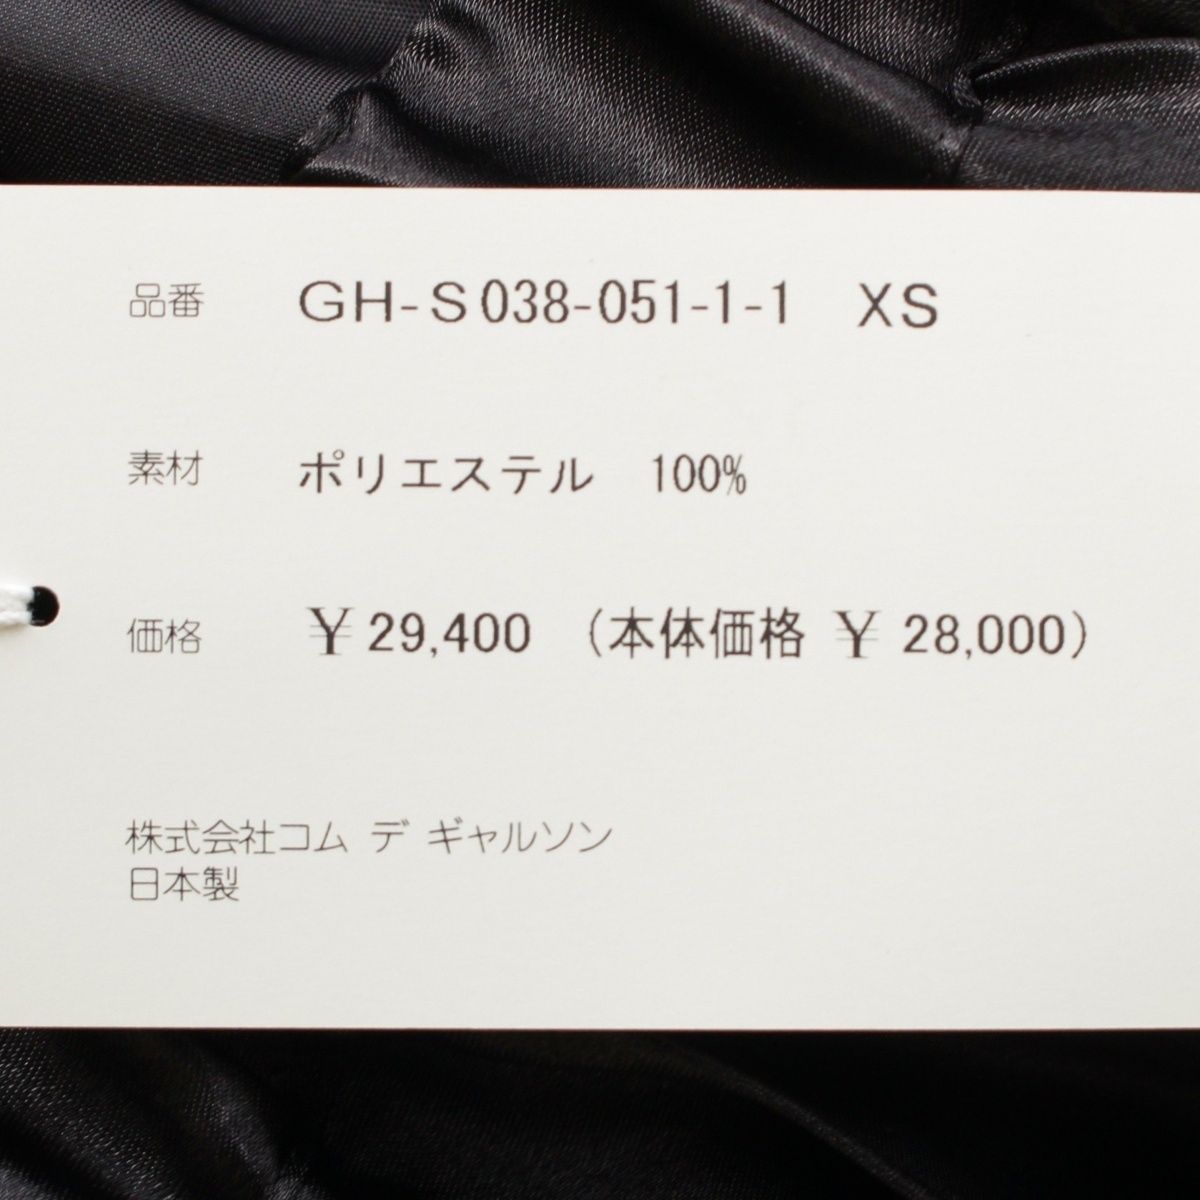 品番 GH-S038-051-1-1 XS
素材 ポリエステル 100%
価格 ¥29,400 (本体価格 ¥ 28,000)
株式会社コム デ ギャルソン
日本製